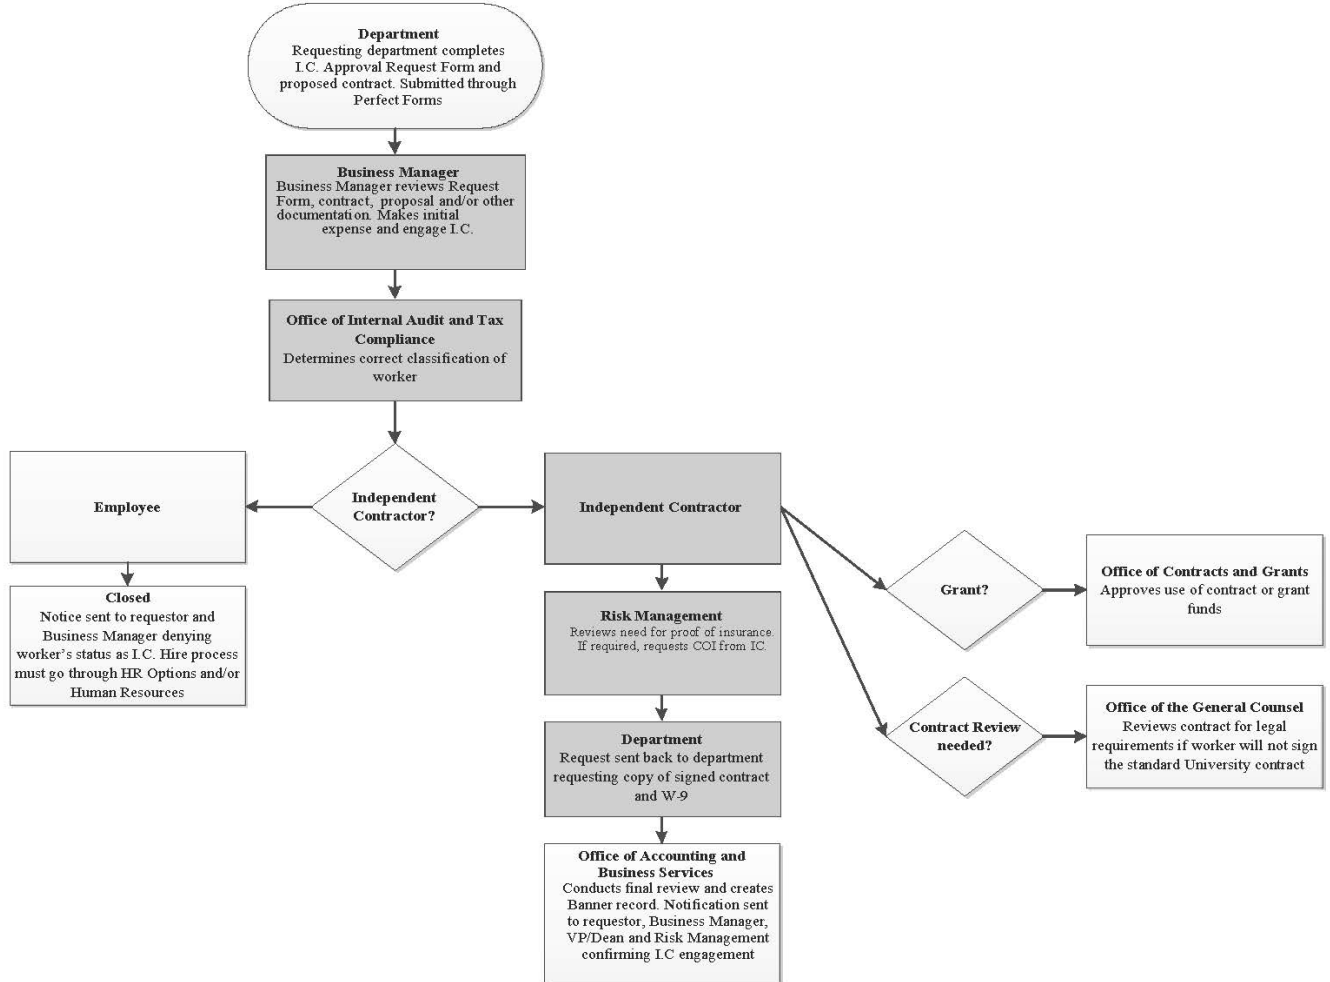 Department
Requesting department completes
I.C. Approval Request Form and
proposed contract. Submitted through
Perfect Forms
Business Manager
Business Manager reviews Request
Form, contract, proposal and/or other
documentation. Makes initial
expense and engage I.C.
Office of Internal Audit and Tax
Compliance
Determines correct classification of
worker
Independent
Contractor?
Employee
Closed
Notice sent to requestor and
Business Manager denying
worker's status as I.C. Hire process
must go through HR Options and/or
Human Resources
Independent Contractor
Risk Management
Reviews need for proof of insurance.
If required, requests COI from IC.
Department
Request sent back to department
requesting copy of signed contract
and W-9
Office of Accounting and
Business Services
Conducts final review and creates
Banner record. Notification sent
to requestor, Business Manager,
VP/Dean and Risk Management
confirming I.C engagement
Grant?
Office of Contracts and Grants
Approves use of contract or grant
funds
Contract Review
needed?
Office of the General Counsel
Reviews contract for legal
requirements if worker will not sign
the standard University contract